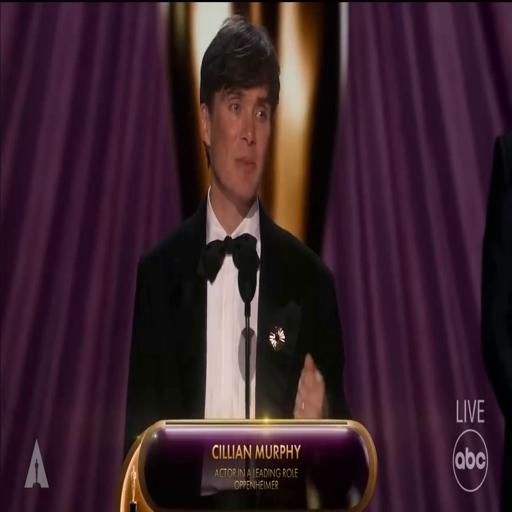 LIVE
abc
CILLIAN MURPHY
ACTOR IN A LEADING ROLE
OPPENHEIMER